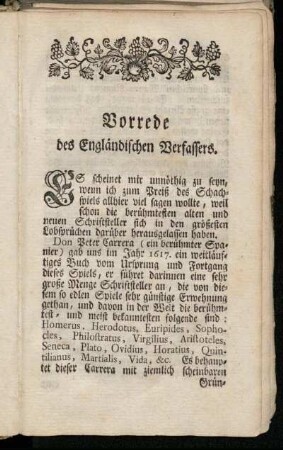 Vorrede
des Engländischen Verfassers.
ES scheinet mir unnöthig zu seyn,
wenn ich zum Preiß des Schach-
spiels allhier viel sagen wollte, weil
schon die berühmtesten alten und
neuen Schriftsteller sich in den größesten
Lobsprüchen darüber herausgelassen haben.
Don Peter Carrera (ein berühmter Spa-
nier) gab uns im Jahr 1617. ein weitläuf-
tiges Buch vom Ursprung und Fortgang
dieses Spiels, er führet darinnen eine sehr
große Menge Schriftsteller an, die von die-
sem so edlen Spiele sehr günstige Erwehnung
gethan, und davon in der Welt die berühm-
test- und meist bekanntesten folgende sind:
Homerus, Herodotus, Euripides, Sopho-
cles, Philostratus, Virgilius, Aristoteles,
Seneca, Plato, Ovidius, Horatius, Quin-
tilianus, Martialis, Vida, &c. Es behaup-
tet dieser Carrera mit ziemlich scheinbaren
Grün-